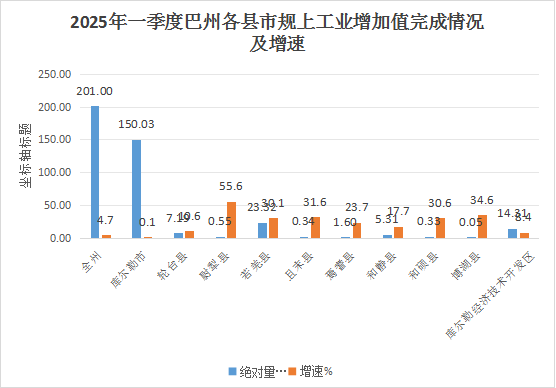 2025年一季度巴州各县市规上工业增加值完成情况
及增速
坐标轴标题
250.00
200.00
150.00
100.00
50.00
0.00
201.00
4.7
150.03
0.1
7.19
10.6
0.55
55.6
23.32
30.1
0.34
31.6
1.60
23.7
5.31
17.7
0.33
30.6
0.05
34.6
14.31
8.4
全州
库尔勒市
轮台县
尉犁县
若羌县
且末县
焉耆县
和静县
和硕县
博湖县
库尔勒经济技术开发区
绝对量…
增速%